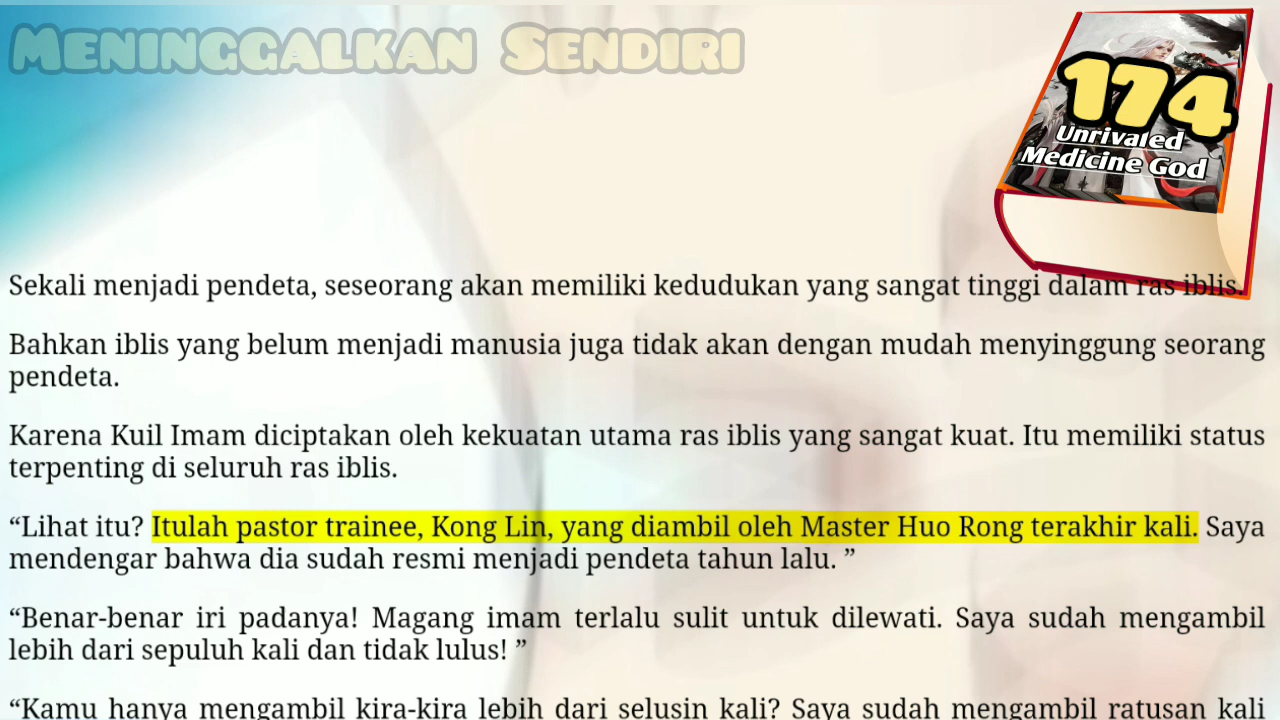 Meninggalkan Sendiri
174
Unrivaled
Medicine God
Sekali menjadi pendeta, seseorang akan memiliki kedudukan yang sangat tinggi dalam ras iblis.
Bahkan iblis yang belum menjadi manusia juga tidak akan dengan mudah menyinggung seorang
pendeta.
Karena Kuil Imam diciptakan oleh kekuatan utama ras iblis yang sangat kuat. Itu memiliki status
terpenting di seluruh ras iblis.
“Lihat itu? Itulah pastor trainee, Kong Lin, yang diambil oleh Master Huo Rong terakhir kali. Saya
mendengar bahwa dia sudah resmi menjadi pendeta tahun lalu. ”
“Benar-benar iri padanya! Magang imam terlalu sulit untuk dilewati. Saya sudah mengambil
lebih dari sepuluh kali dan tidak lulus! ”
“Kamu hanya mengambil kira-kira lebih dari selusin kali? Saya sudah mengambil ratusan kali